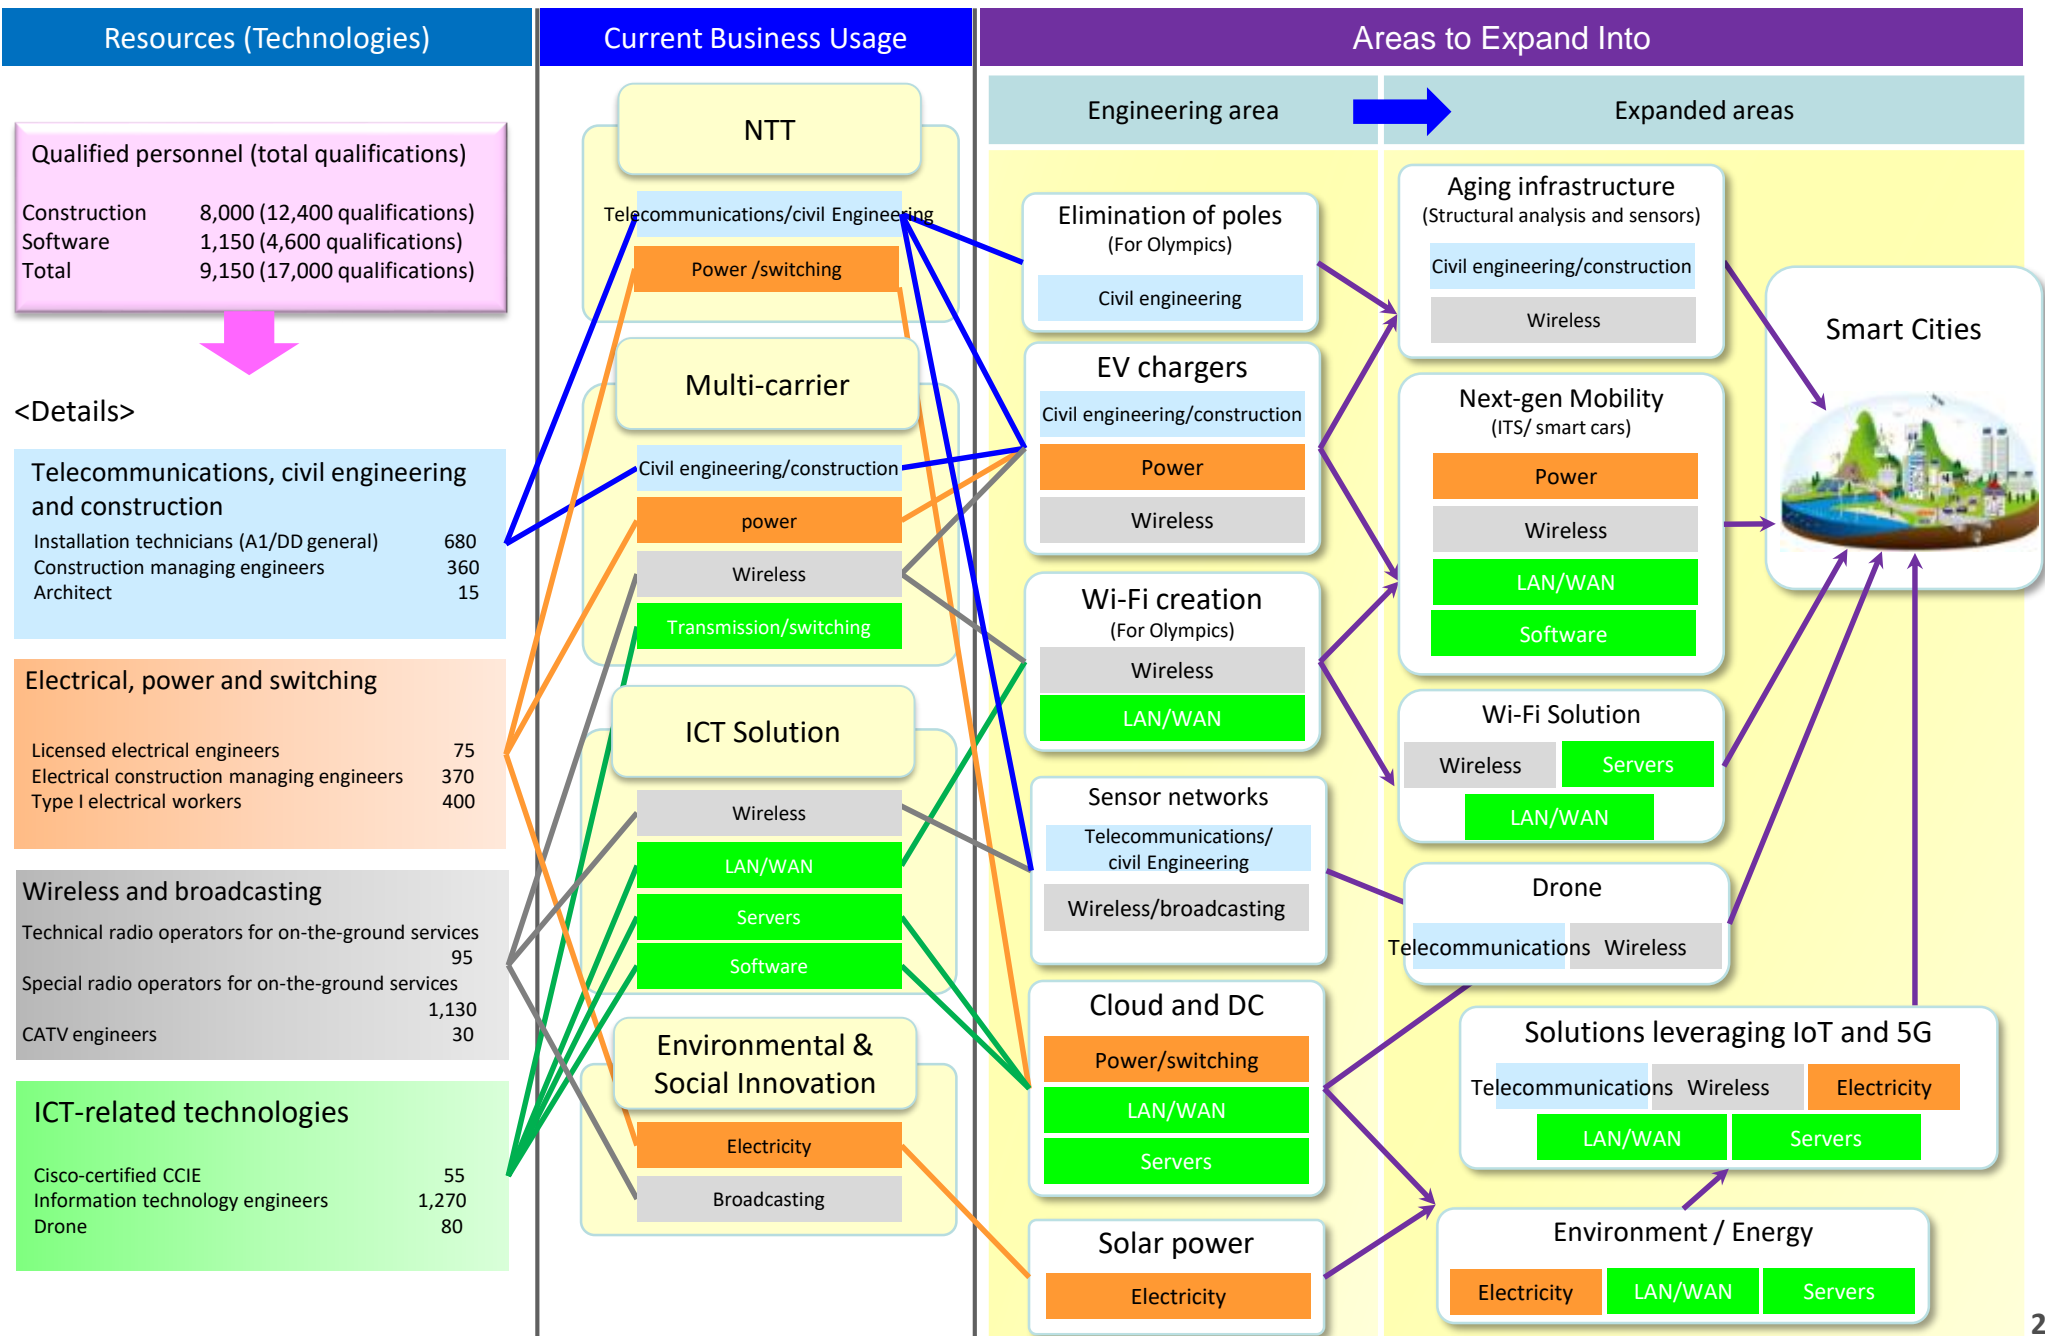 Resources (Technologies)
Current Business Usage
Areas to Expand Into
Engineering area
Expanded areas
Qualified personnel (total qualifications)
Construction 8,000 (12,400 qualifications)
Software 1,150 (4,600 qualifications)
Total 9,150 (17,000 qualifications)
<Details>
Telecommunications, civil engineering
and construction
Installation technicians (A1/DD general) 680
Construction managing engineers 360
Architect 15
Electrical, power and switching
Licensed electrical engineers 75
Electrical construction managing engineers 370
Type I electrical workers 400
Wireless and broadcasting
Technical radio operators for on-the-ground services
95
Special radio operators for on-the-ground services
1,130
CATV engineers 30
ICT-related technologies
Cisco-certified CCIE 55
Information technology engineers 1,270
Drone 80
NTT
Telecommunications/civil Engineering
Power /switching
Multi-carrier
Civil engineering/construction
power
Wireless
Transmission/switching
ICT Solution
Wireless
LAN/WAN
Servers
Software
Environmental &
Social Innovation
Electricity
Broadcasting
Elimination of poles
(For Olympics)
Civil engineering
EV chargers
Civil engineering/construction
Power
Wireless
Wi-Fi creation
(For Olympics)
Wireless
LAN/WAN
Sensor networks
Telecommunications/
civil Engineering
Wireless/broadcasting
Cloud and DC
Power/switching
LAN/WAN
Servers
Solar power
Electricity
Aging infrastructure
(Structural analysis and sensors)
Civil engineering/construction
Wireless
Next-gen Mobility
(ITS/ smart cars)
Power
Wireless
LAN/WAN
Software
Wi-Fi Solution
Wireless Servers
LAN/WAN
Drone
Telecommunications Wireless
Solutions leveraging IoT and 5G
Telecommunications Wireless Electricity
LAN/WAN Servers
Environment / Energy
Electricity LAN/WAN Servers
Smart Cities
2